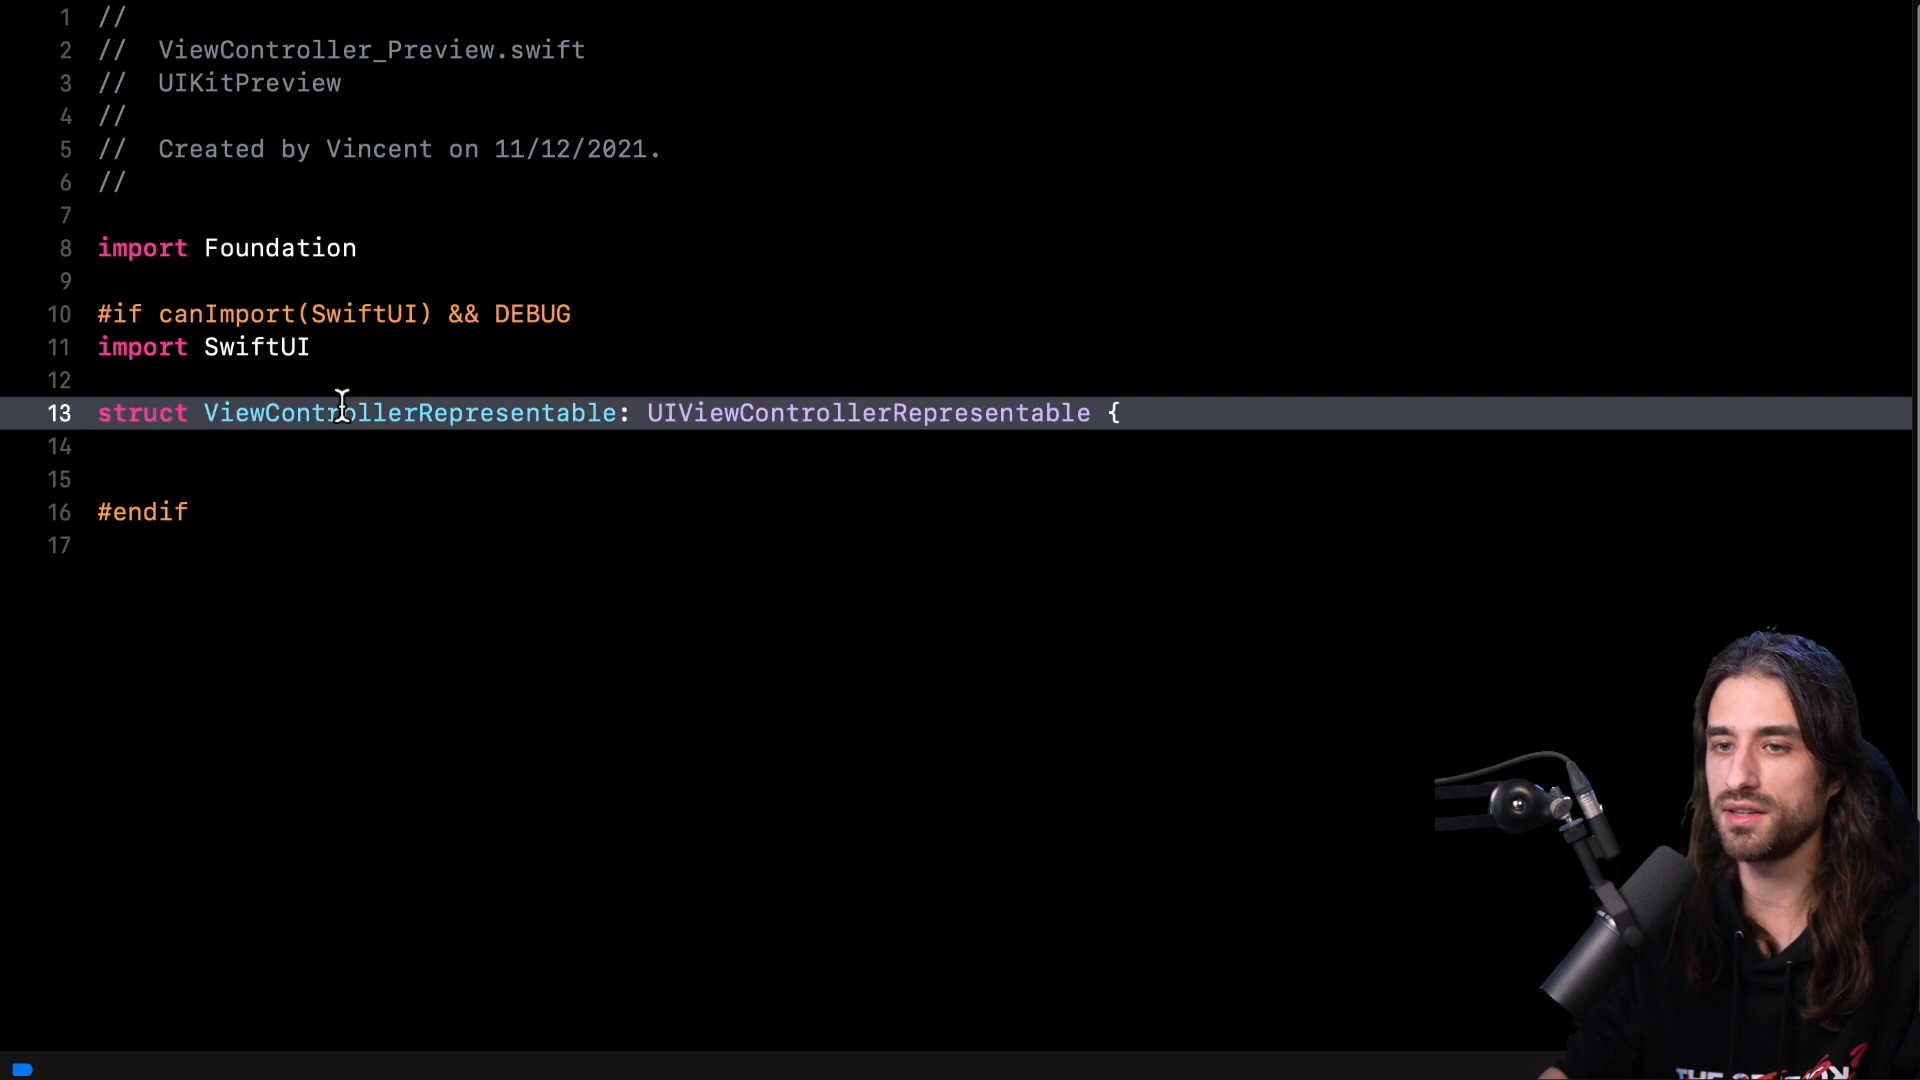 1 //
2 // ViewController_Preview.swift
3 // UIKitPreview
4 //
5 // Created by Vincent on 11/12/2021.
6 //
7
8 import Foundation
9
10 #if canImport(SwiftUI) && DEBUG
11 import SwiftUI
12
13 struct ViewControllerRepresentable: UIViewControllerRepresentable {
14
15
16 #endif
17
THE